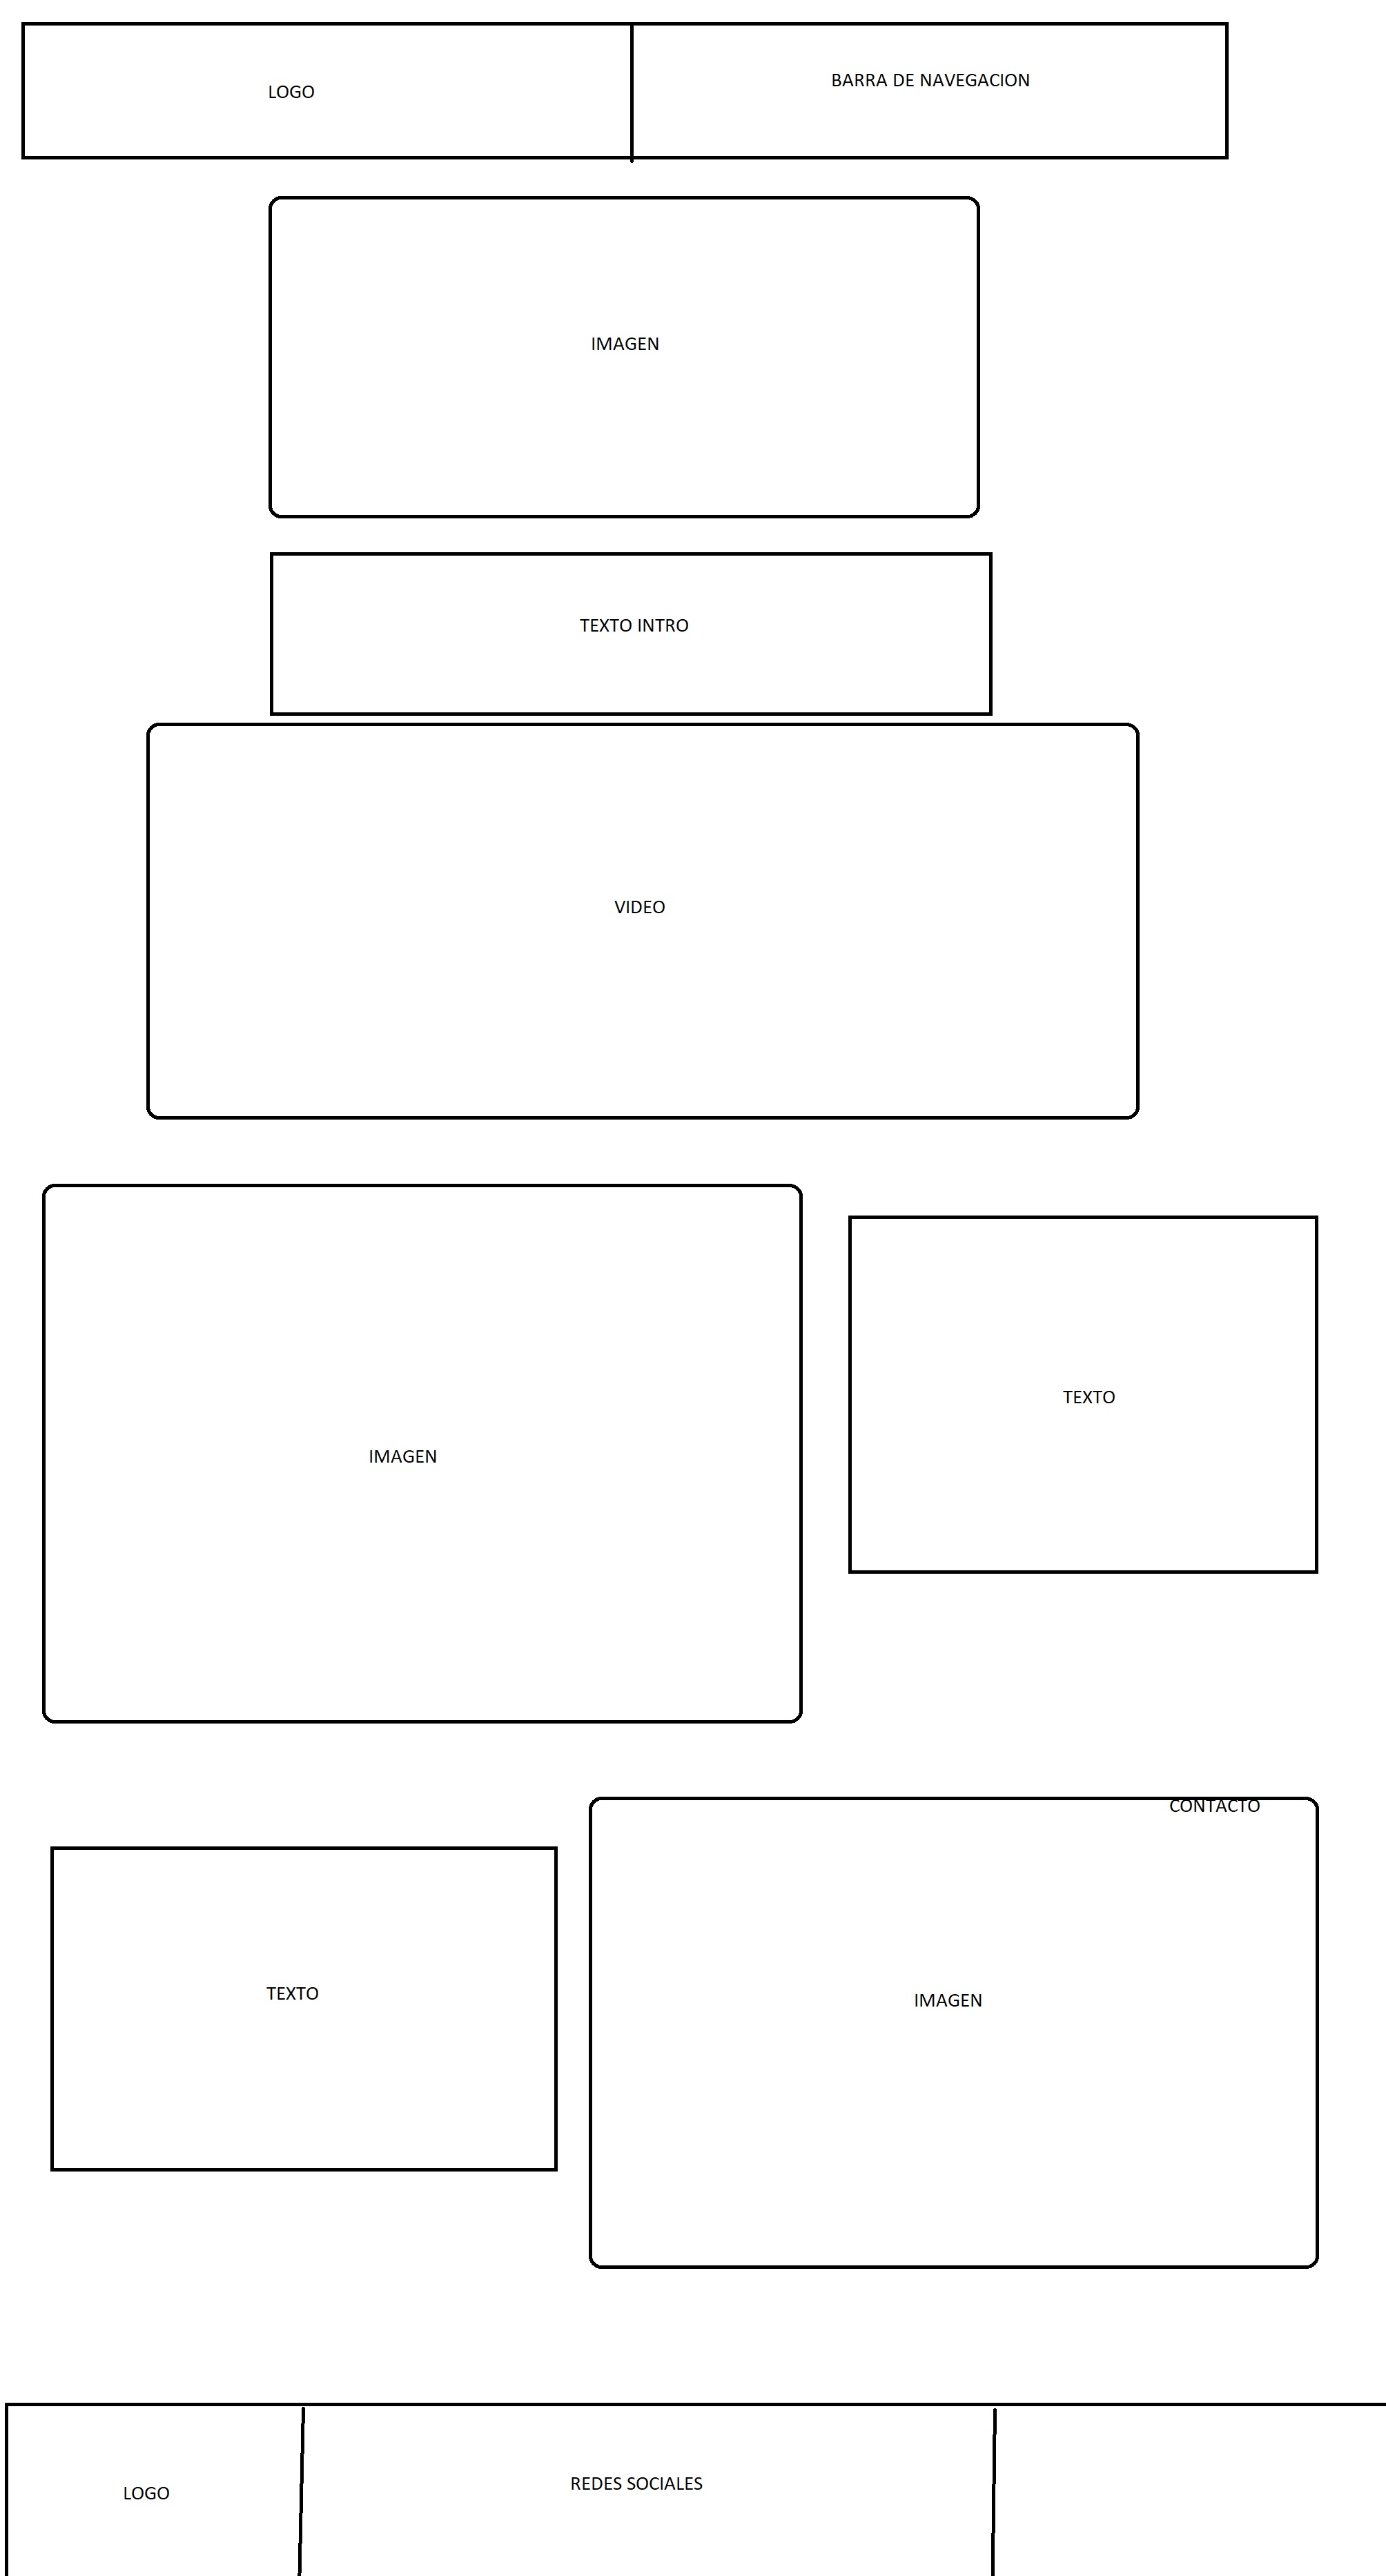 LOGO
BARRA DE NAVEGACION
IMAGEN
TEXTO INTRO
VIDEO
IMAGEN
TEXTO
CONTACTO
TEXTO
IMAGEN
LOGO
REDES SOCIALES